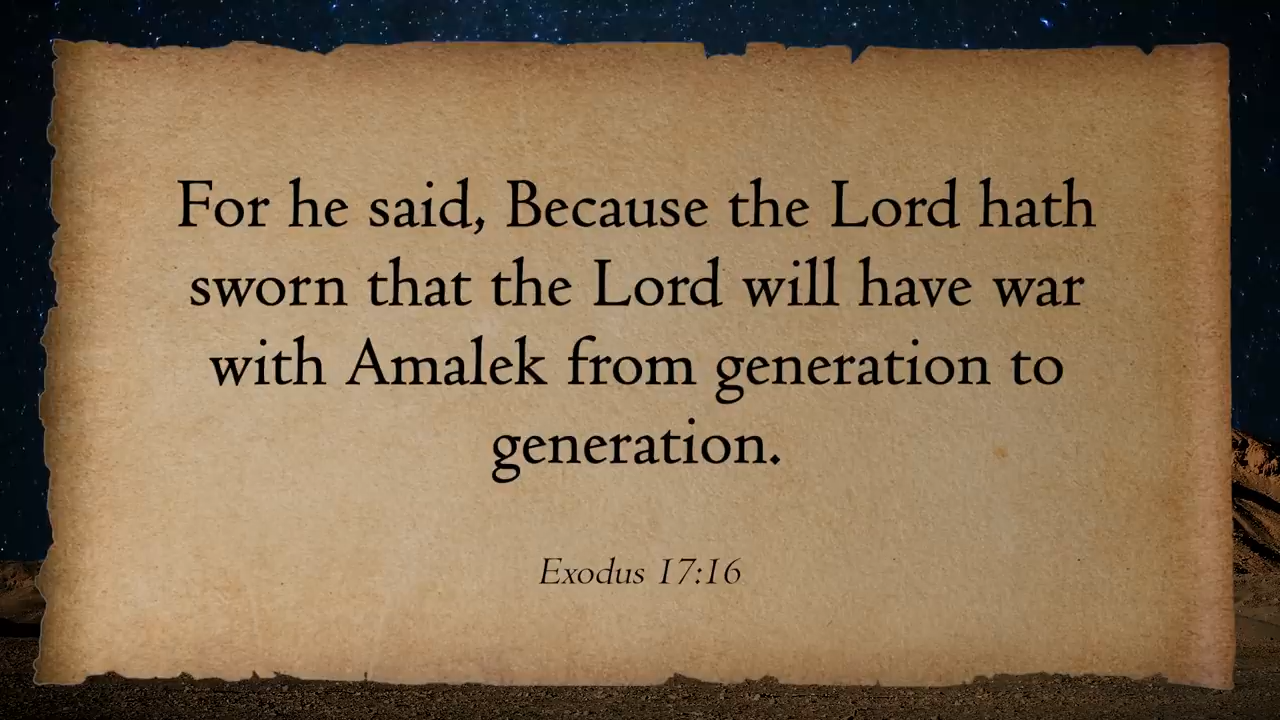 For he said, Because the Lord hath
sworn that the Lord will have war
with Amalek from generation to
generation.
Exodus 17:16